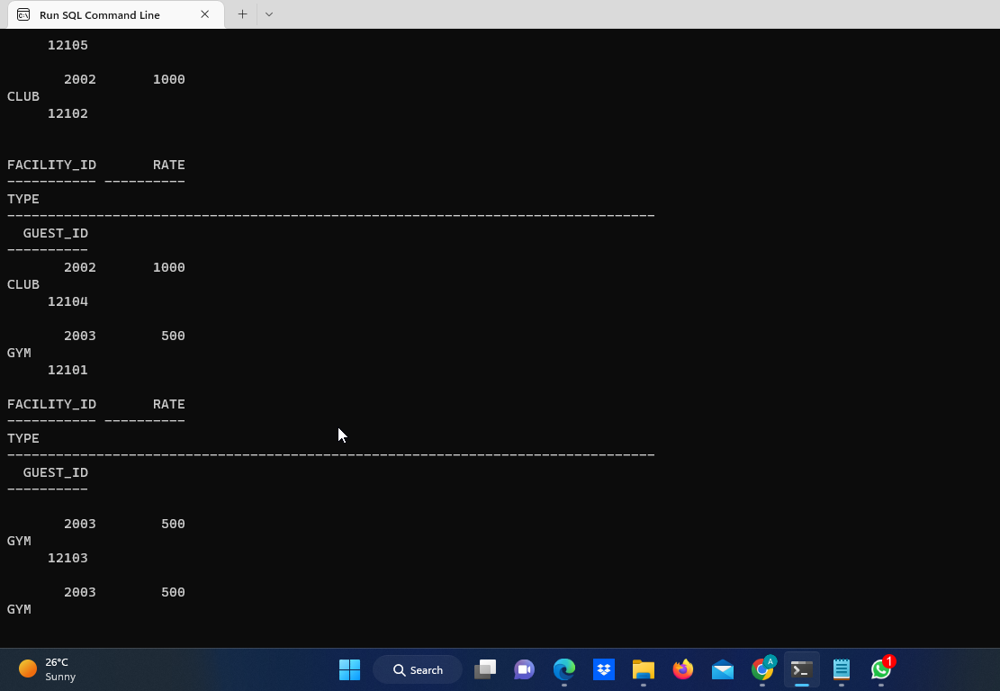 Run SQL Command Line
12105
2002 1000
CLUB
12102
FACILITY_ID RATE
----------- ----------
TYPE
--------------------------------------------------------------------------------
GUEST_ID
----------
2002 1000
CLUB
12104
2003 500
GYM
12101
FACILITY_ID RATE
----------- ----------
TYPE
--------------------------------------------------------------------------------
GUEST_ID
----------
2003 500
GYM
12103
2003 500
GYM
26°C
Sunny
Search
A
1